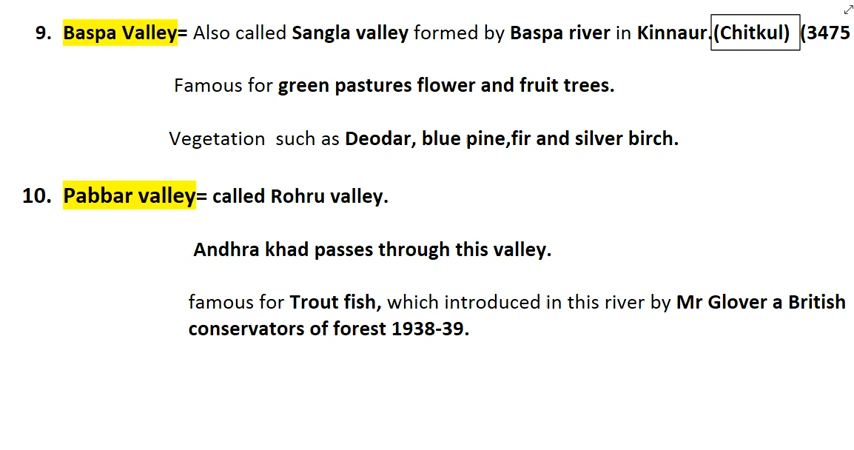 9. Baspa Valley= Also called Sangla valley formed by Baspa river in Kinnaur.(Chitkul) (3475
Famous for green pastures flower and fruit trees.
Vegetation such as Deodar, blue pine,fir and silver birch.
10. Pabbar valley= called Rohru valley.
Andhra khad passes through this valley.
famous for Trout fish, which introduced in this river by Mr Glover a British
conservators of forest 1938-39.